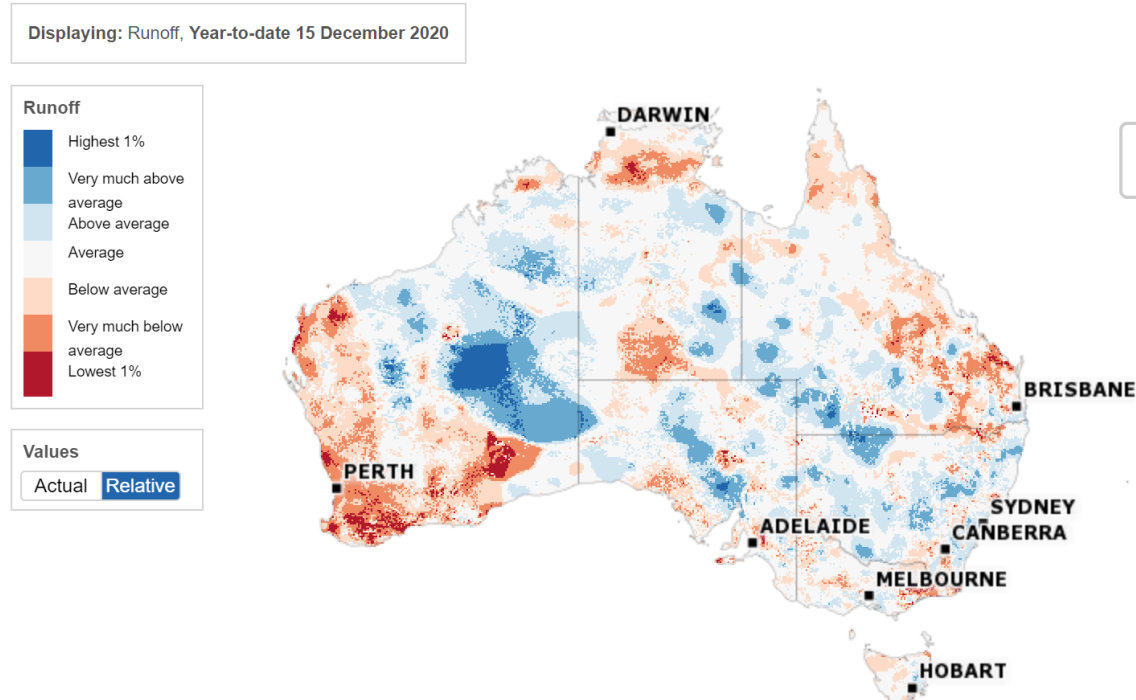 Displaying: Runoff, Year-to-date 15 December 2020
Runoff
Highest 1%
Very much above
average
Above average
Average
Below average
Very much below
average
Lowest 1%
Values
Actual Relative
DARWIN
BRISBANE
PERTH
SYDNEY
ADELAIDE
CANBERRA
MELBOURNE
HOBART